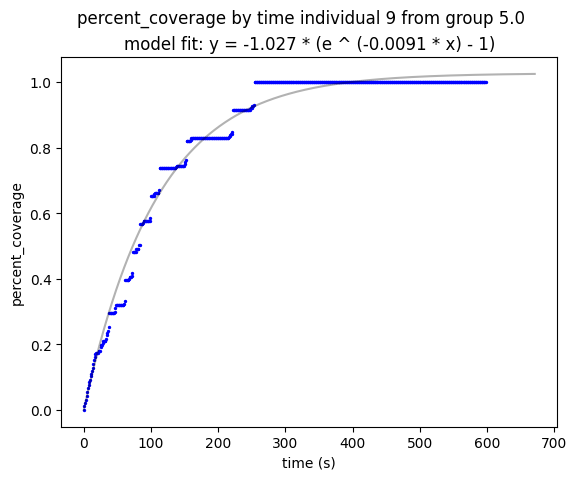 percent_coverage by time individual 9 from group 5.0
model fit: y = -1.027 * (e ^ (-0.0091 * x) - 1)
1.0
0.8
0.6
0.4
0.2
0.0
percent_coverage
0 100 200 300 400 500 600 700
time (s)